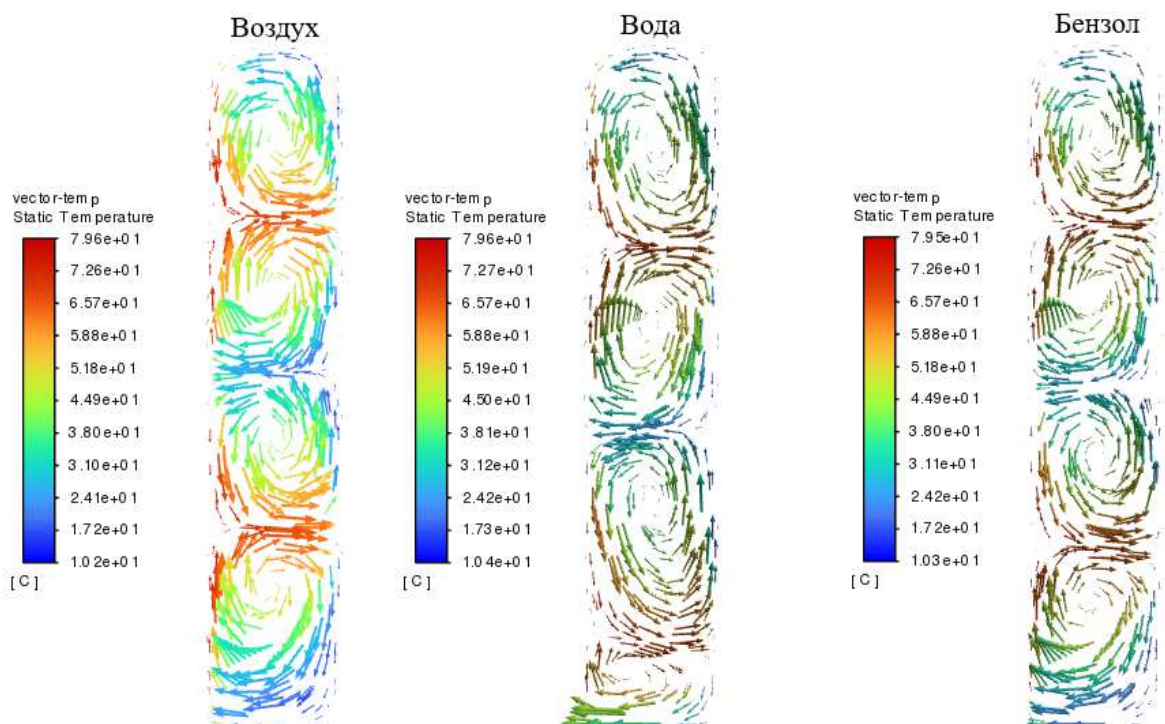 Воздух
vector-temp
Static Temperature
7.96e+01
7.26e+01
6.57e+01
5.88e+01
5.18e+01
4.49e+01
3.80e+01
3.10e+01
2.41e+01
1.72e+01
1.02e+01
[C]
Вода
vector-temp
Static Temperature
7.96e+01
7.27e+01
6.57e+01
5.88e+01
5.19e+01
4.50e+01
3.81e+01
3.12e+01
2.42e+01
1.73e+01
1.04e+01
[C]
Бензол
vector-temp
Static Temperature
7.95e+01
7.26e+01
6.57e+01
5.88e+01
5.18e+01
4.49e+01
3.80e+01
3.11e+01
2.42e+01
1.72e+01
1.03e+01
[C]